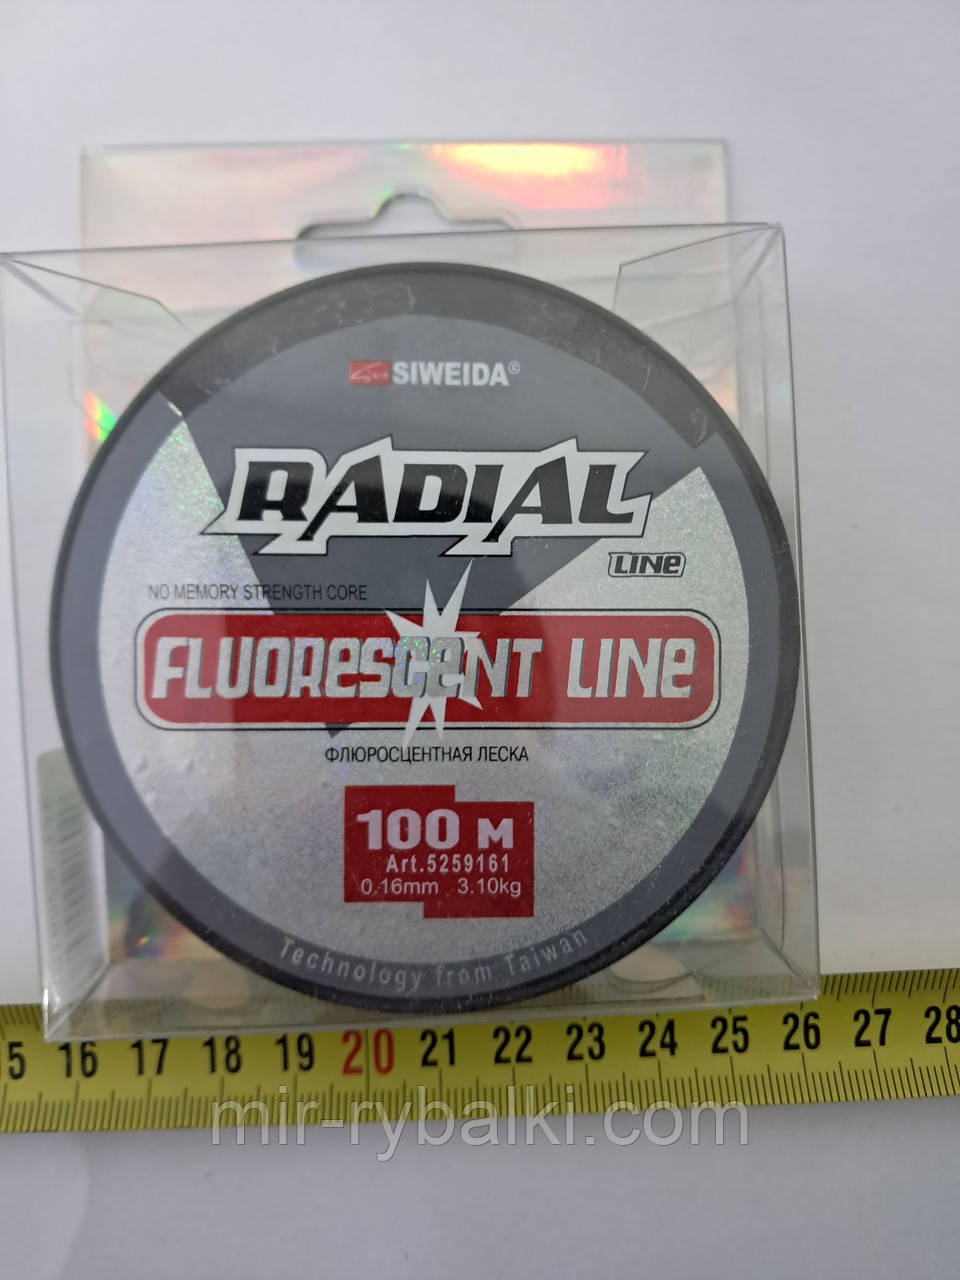 SIWEIDA®
RADIAL
LINE
NO MEMORY STRENGTH CORE
FLUORESCENT LINE
ФЛЮРОСЦЕНТНАЯ ЛЕСКА
100 м
Art.5259161
0.16mm 3.10kg
Technology from Taiwan
15 16 17 18 19 20 21 22 23 24 25 26 27 28
mir-rybalki.com